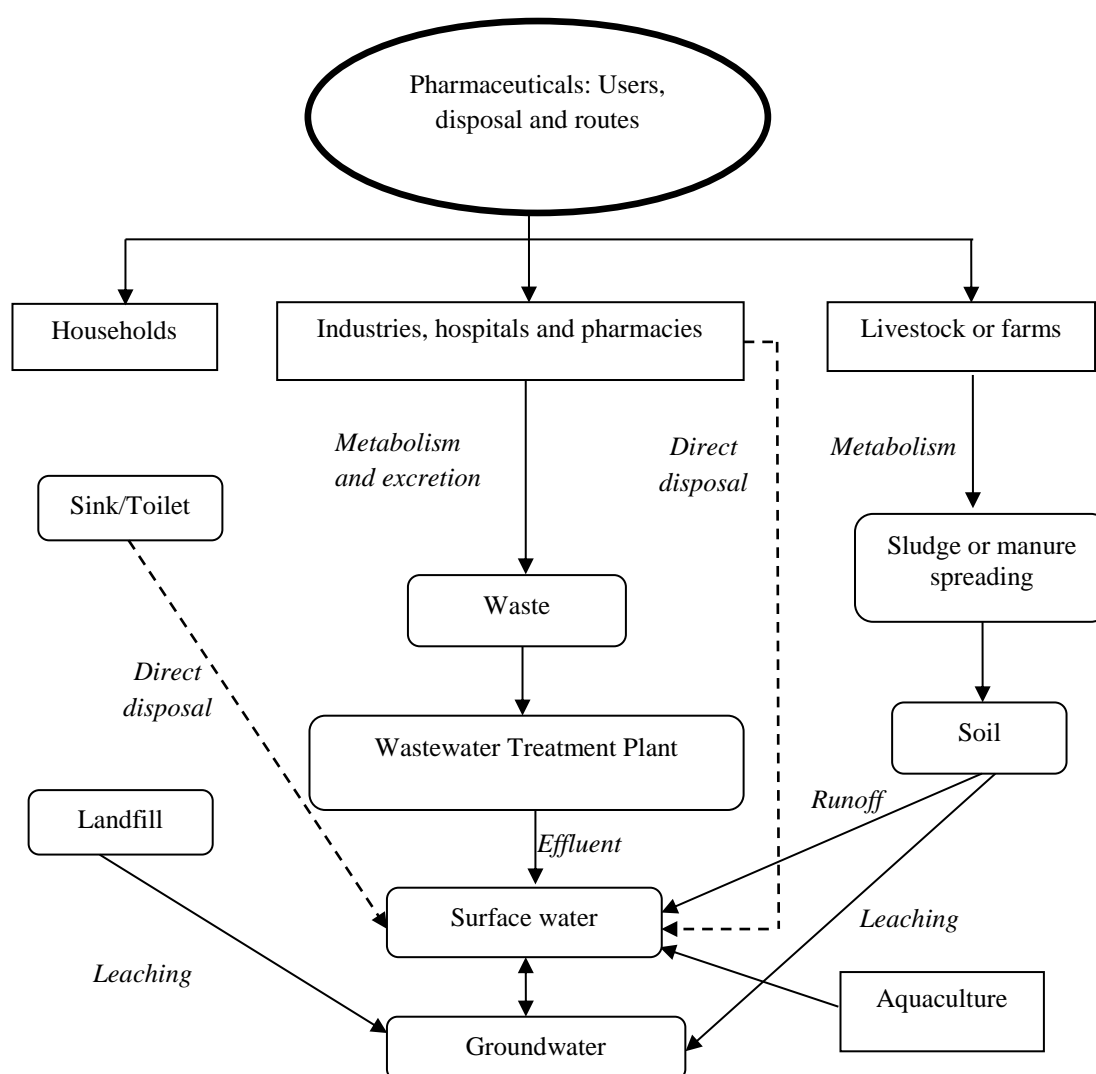 Pharmaceuticals: Users,
disposal and routes
Households
Industries, hospitals and pharmacies
Livestock or farms
Metabolism
and excretion
Direct
disposal
Metabolism
Sink/Toilet
Sludge or manure
spreading
Waste
Direct
disposal
Wastewater Treatment Plant
Soil
Landfill
Runoff
Effluent
Surface water
Leaching
Leaching
Aquaculture
Groundwater